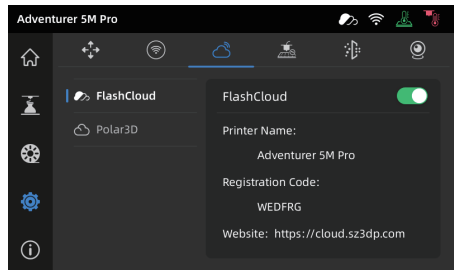 Adventurer 5M Pro
FlashCloud
Polar3D
FlashCloud
Printer Name:
Adventurer 5M Pro
Registration Code:
WEDFRG
Website: https://cloud.sz3dp.com